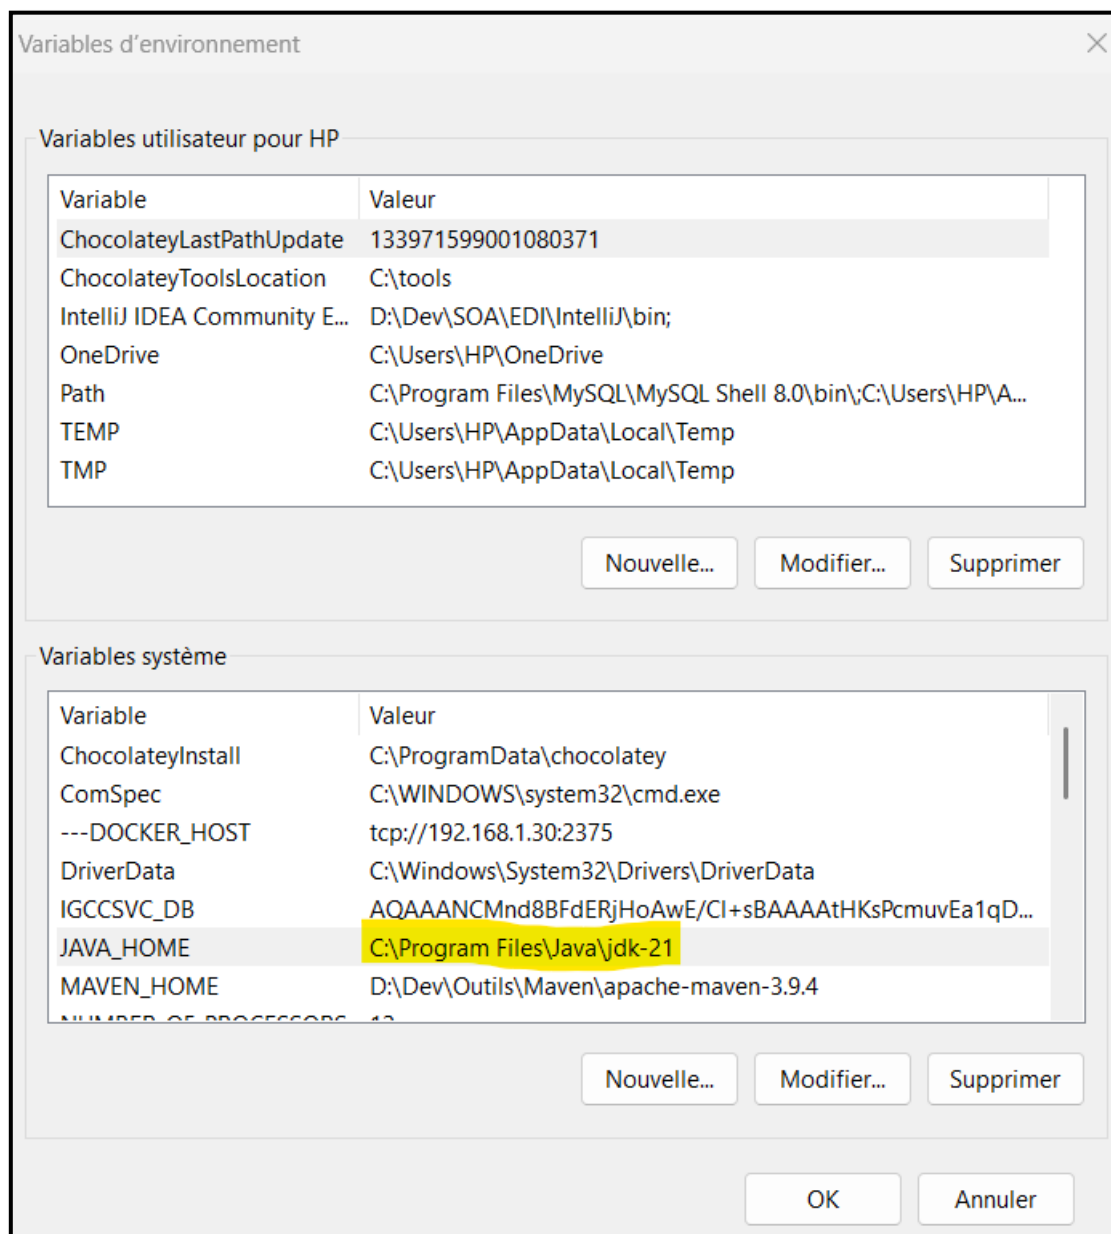 Variables d'environnement
Variables utilisateur pour HP
Variable Valeur
ChocolateyLastPathUpdate 133971599001080371
ChocolateyToolsLocation C:\tools
IntelliJ IDEA Community E... D:\Dev\SOA\EDI\IntelliJ\bin;
OneDrive C:\Users\HP\OneDrive
Path C:\Program Files\MySQL\MySQL Shell 8.0\bin\;C:\Users\HP\A...
TEMP C:\Users\HP\AppData\Local\Temp
TMP C:\Users\HP\AppData\Local\Temp
Nouvelle... Modifier... Supprimer
Variables système
Variable Valeur
ChocolateyInstall C:\ProgramData\chocolatey
ComSpec C:\WINDOWS\system32\cmd.exe
---DOCKER_HOST tcp://192.168.1.30:2375
DriverData C:\Windows\System32\Drivers\DriverData
IGCCSVC_DB AQAAANCMnd8BFdERjHoAwE/Cl+sBAAAAtHKsPcmuvEa1qD...
JAVA_HOME C:\Program Files\Java\jdk-21
MAVEN_HOME D:\Dev\Outils\Maven\apache-maven-3.9.4
NUMBER_OF_PROCESSORS 12
Nouvelle... Modifier... Supprimer
OK Annuler